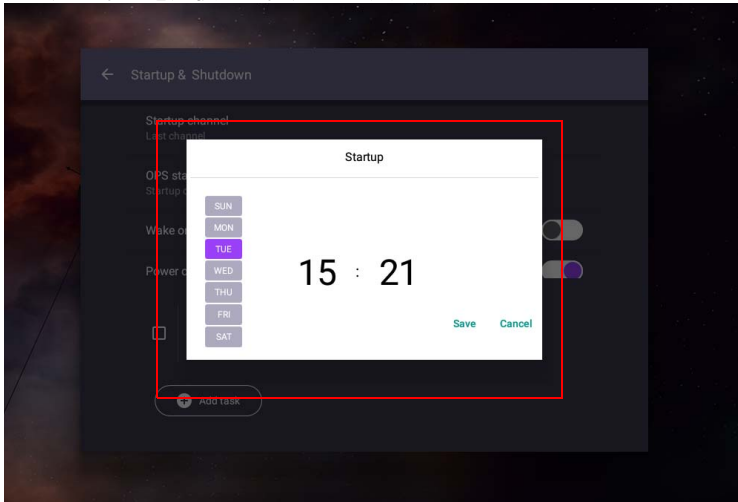 Startup & Shutdown
Startup channel
Last channel
Startup
OPS sta
Startup
SUN
Wake o
MON
TUE
Power
WED
15 : 21
THU
FRI
Save Cancel
SAT
Add task